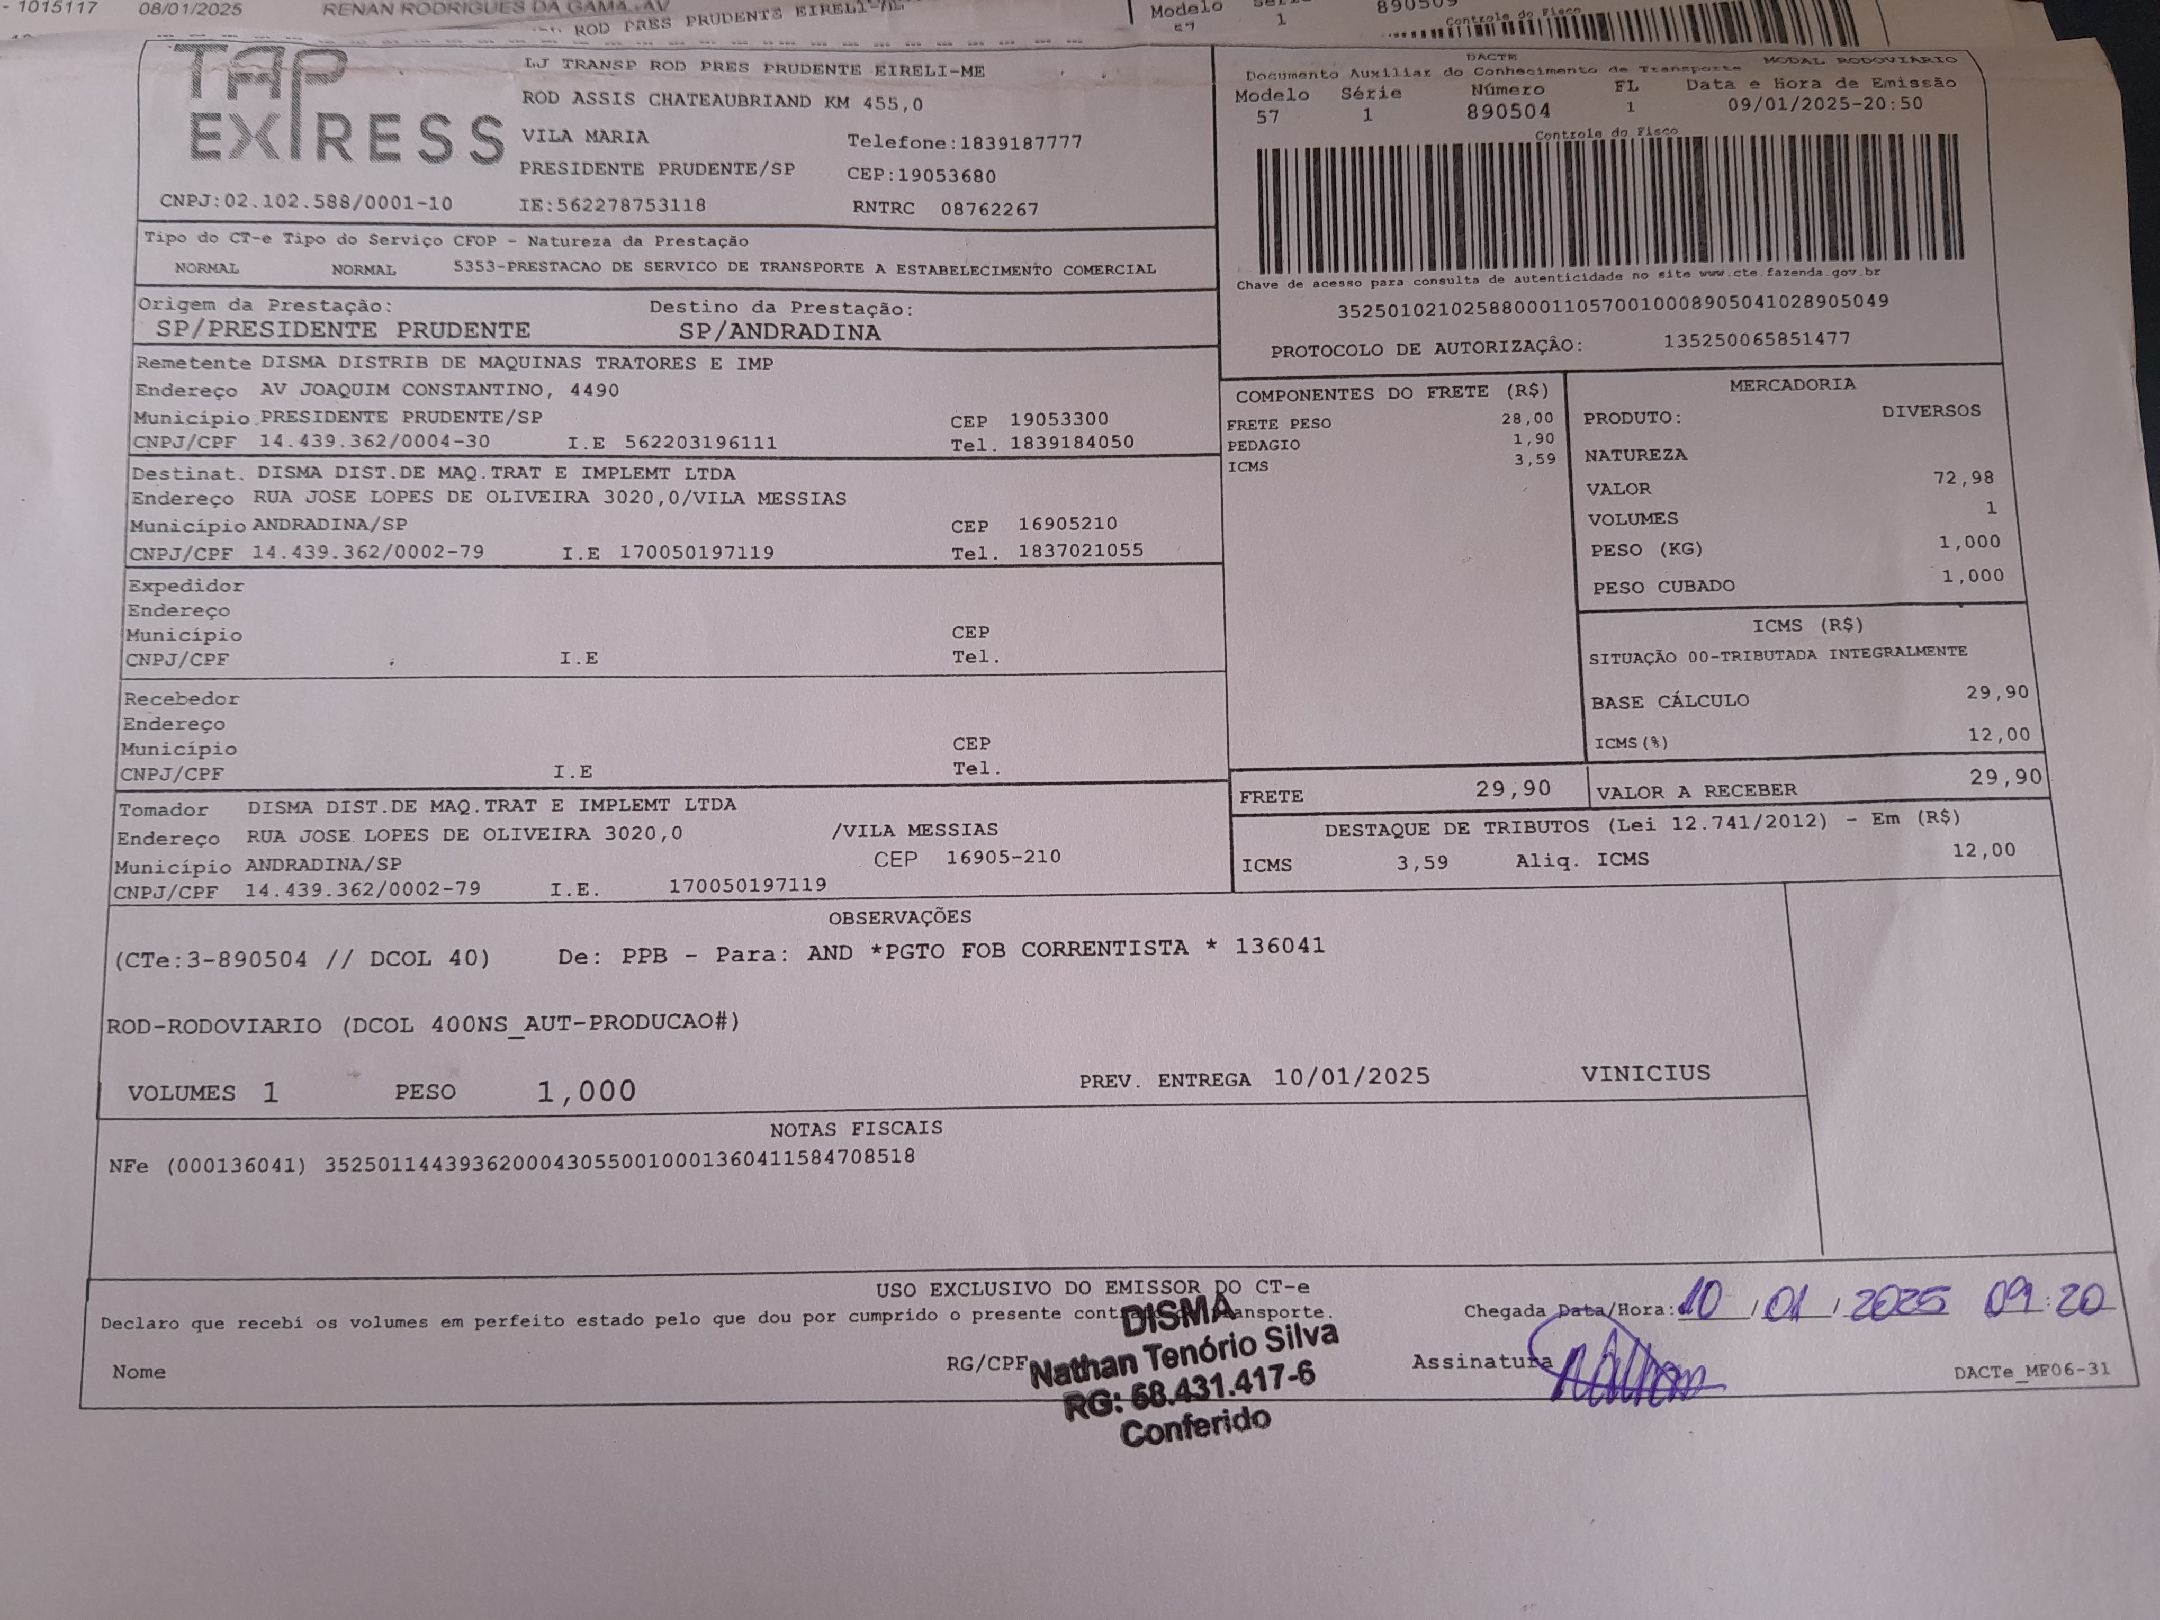 - 1015117 08/01/2025 RENAN RODRIGUES DA GAMA
ROD PRES PRUDENTE EIRELI-ME
Modelo
57
1
890509
Controle do Fisco
TAP
EXPRESS
LJ TRANSP ROD PRES PRUDENTE EIRELI-ME
ROD ASSIS CHATEAUBRIAND KM 455,0
VILA MARIA Telefone:1839187777
PRESIDENTE PRUDENTE/SP CEP:19053680
CNPJ:02.102.588/0001-10 IE:562278753118 RNTRC 08762267
DACTE MODAL RODOVIARIO
Documento Auxiliar do Conhecimento de Transporte
Modelo Série Número FL Data e Hora de Emissão
57 1 890504 1 09/01/2025-20:50
Controle do Fisco
Chave de acesso para consulta de autenticidade no site www.cte.fazenda.gov.br
35250102102588000110570010008905041028905049
PROTOCOLO DE AUTORIZAÇÃO: 135250065851477
Tipo do CT-e Tipo do Serviço CFOP - Natureza da Prestação
NORMAL NORMAL 5353-PRESTACAO DE SERVICO DE TRANSPORTE A ESTABELECIMENTO COMERCIAL
Origem da Prestação: Destino da Prestação:
SP/PRESIDENTE PRUDENTE SP/ANDRADINA
Remetente DISMA DISTRIB DE MAQUINAS TRATORES E IMP
Endereço AV JOAQUIM CONSTANTINO, 4490
Município PRESIDENTE PRUDENTE/SP CEP 19053300
CNPJ/CPF 14.439.362/0004-30 I.E 562203196111 Tel. 1839184050
Destinat. DISMA DIST.DE MAQ.TRAT E IMPLEMT LTDA
Endereço RUA JOSE LOPES DE OLIVEIRA 3020,0/VILA MESSIAS
Município ANDRADINA/SP CEP 16905210
CNPJ/CPF 14.439.362/0002-79 I.E 170050197119 Tel. 1837021055
Expedidor
Endereço
Município CEP
CNPJ/CPF I.E Tel.
Recebedor
Endereço
Município CEP
CNPJ/CPF I.E Tel.
Tomador DISMA DIST.DE MAQ.TRAT E IMPLEMT LTDA
Endereço RUA JOSE LOPES DE OLIVEIRA 3020,0 /VILA MESSIAS
Município ANDRADINA/SP CEP 16905-210
CNPJ/CPF 14.439.362/0002-79 I.E. 170050197119
COMPONENTES DO FRETE (R$)
FRETE PESO 28,00
PEDAGIO 1,90
ICMS 3,59
MERCADORIA
PRODUTO: DIVERSOS
NATUREZA
VALOR 72,98
VOLUMES 1
PESO (KG) 1,000
PESO CUBADO 1,000
ICMS (R$)
SITUAÇÃO 00-TRIBUTADA INTEGRALMENTE
BASE CÁLCULO 29,90
ICMS(%) 12,00
FRETE 29,90 VALOR A RECEBER 29,90
DESTAQUE DE TRIBUTOS (Lei 12.741/2012) - Em (R$)
ICMS 3,59 Aliq. ICMS 12,00
OBSERVAÇÕES
(CTe:3-890504 // DCOL 40) De: PPB - Para: AND *PGTO FOB CORRENTISTA * 136041
ROD-RODOVIARIO (DCOL 400NS_AUT-PRODUCAO#)
VOLUMES 1 PESO 1,000 PREV. ENTREGA 10/01/2025 VINICIUS
NOTAS FISCAIS
NFe (000136041) 35250114439362000430550010001360411584708518
USO EXCLUSIVO DO EMISSOR DO CT-e
Declaro que recebi os volumes em perfeito estado pelo que dou por cumprido o presente contrato de transporte.
Chegada Data/Hora: 10 / 01 / 2025 09:20
Nome RG/CPF Assinatura Nathan DACTe_MF06-31
DISMA
Nathan Tenório Silva
RG: 58.431.417-6
Conferido